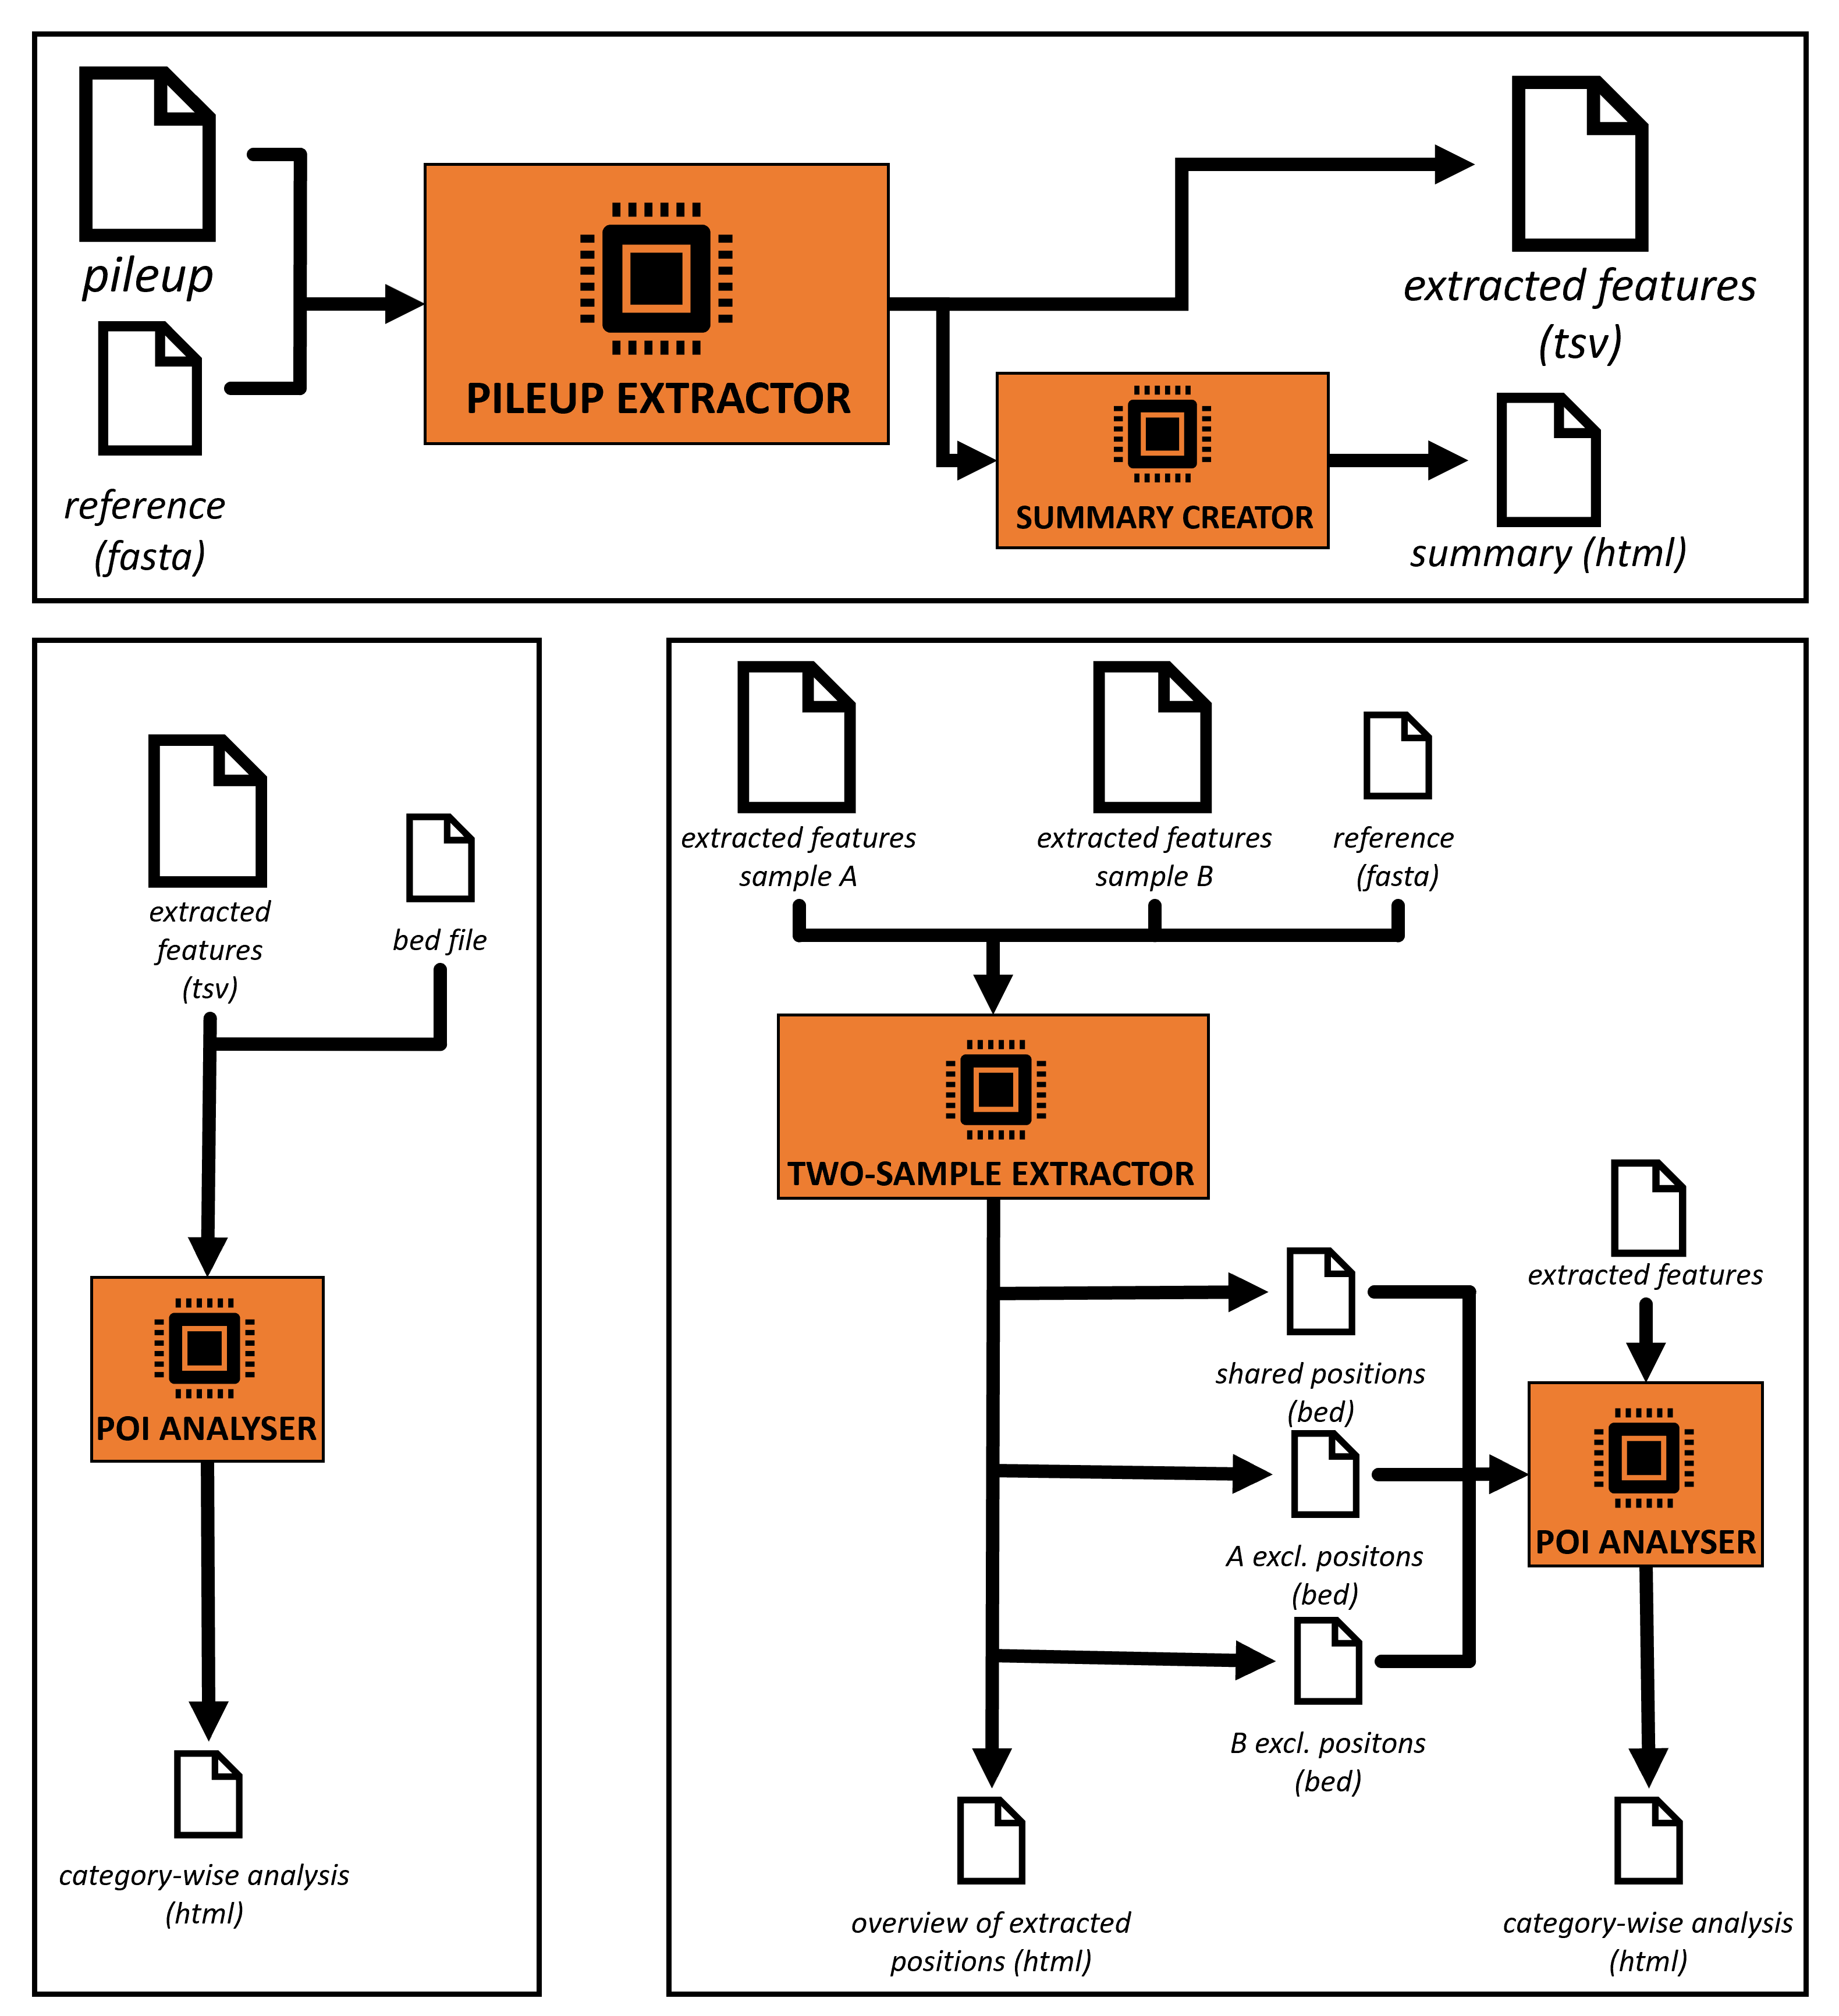 pileup
reference
(fasta)
PILEUP EXTRACTOR
SUMMARY CREATOR
extracted features
(tsv)
summary (html)
extracted
features
(tsv)
bed file
POI ANALYSER
category-wise analysis
(html)
extracted features
sample A
extracted features
sample B
reference
(fasta)
TWO-SAMPLE EXTRACTOR
shared positions
(bed)
A excl. positons
(bed)
B excl. positons
(bed)
extracted features
POI ANALYSER
overview of extracted
positions (html)
category-wise analysis
(html)